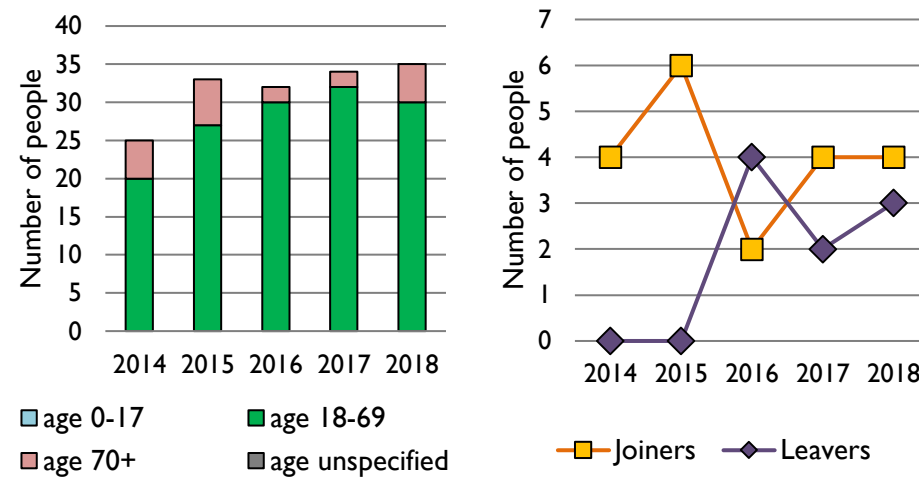 40
35
30
25
20
15
10
5
0
Number of people
2014 2015 2016 2017 2018
age 0-17 age 18-69
age 70+ age unspecified
7
6
5
4
3
2
1
0
Number of people
2014 2015 2016 2017 2018
Joiners Leavers